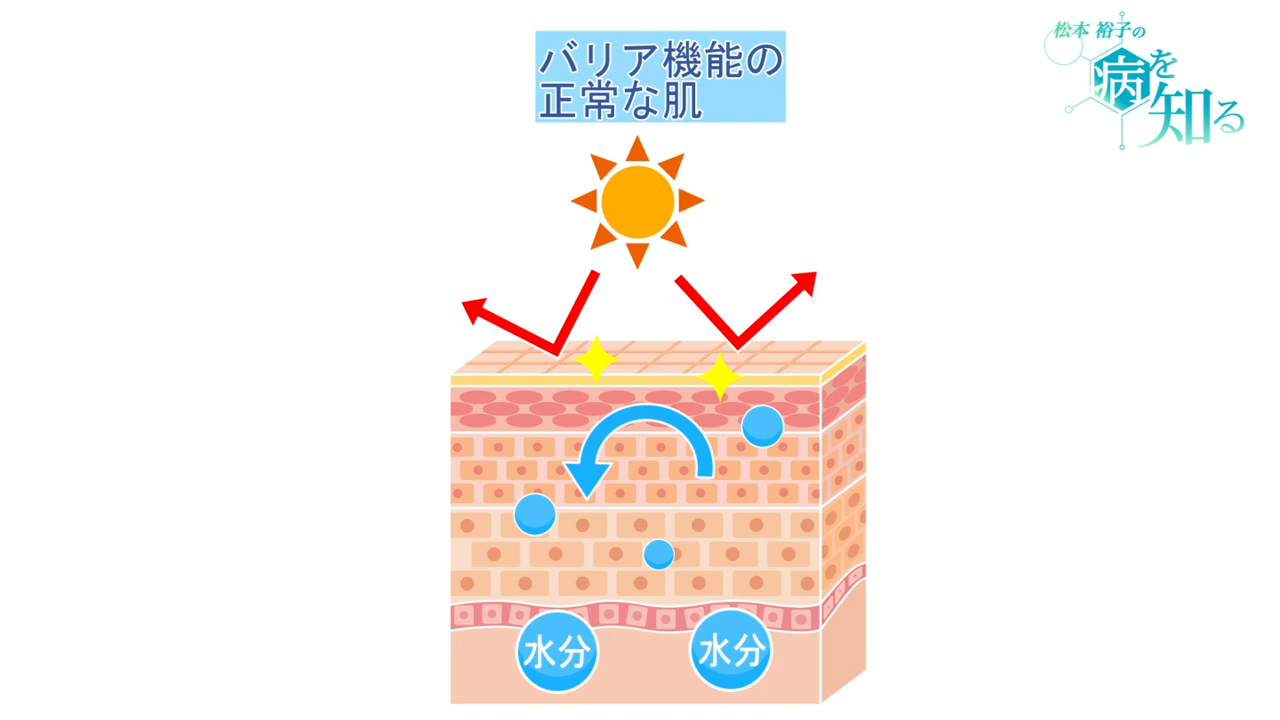 バリア機能の
正常な肌
松本 裕子の
病を
知る
水分
水分